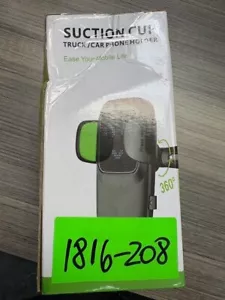 SUCTION CUP
TRUCK/CAR PHONE HOLDER
Ease Your Mobile Life
360°
1816-208